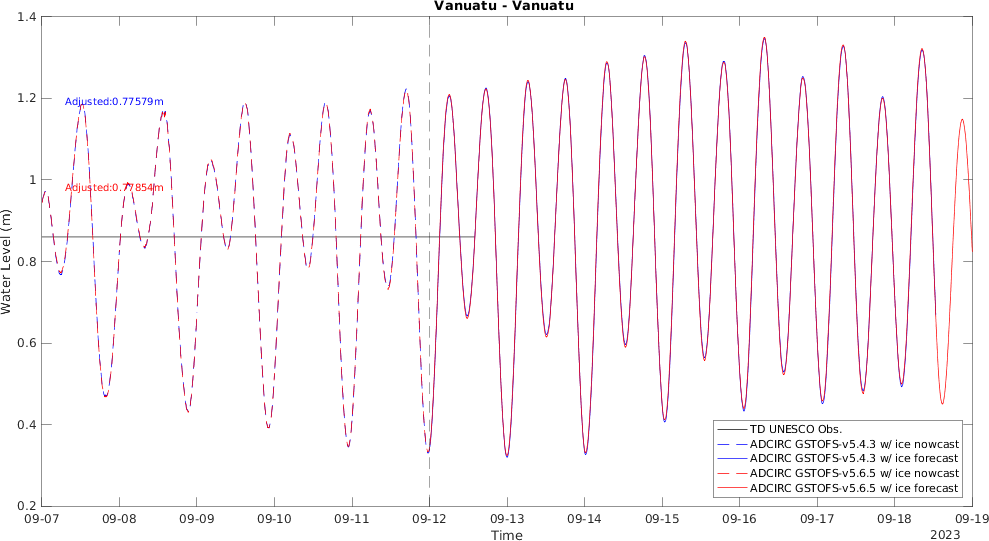 Vanuatu - Vanuatu
1.4
1.2
1
0.8
0.6
0.4
0.2
Water Level (m)
Adjusted:0.77579m
Adjusted:0.77854m
TD UNESCO Obs.
ADCIRC GSTOFS-v5.4.3 w/ ice nowcast
ADCIRC GSTOFS-v5.4.3 w/ ice forecast
ADCIRC GSTOFS-v5.6.5 w/ ice nowcast
ADCIRC GSTOFS-v5.6.5 w/ ice forecast
09-07 09-08 09-09 09-10 09-11 09-12 09-13 09-14 09-15 09-16 09-17 09-18 09-19
Time
2023